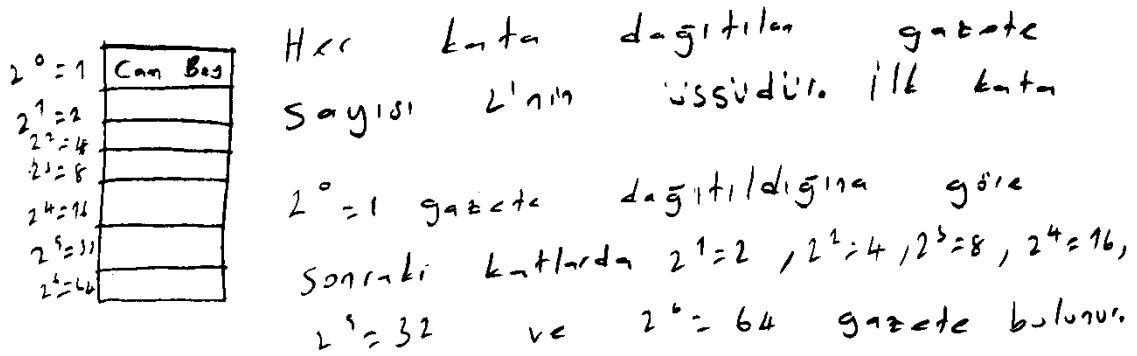 2⁰=1 Can Bey
2¹=2
2²=4
2³=8
2⁴=16
2⁵=32
2⁶=64
Her kata dağıtılan gazete
sayısı 2'nin üssüdür. İlk kata
2⁰=1 gazete dağıtıldığına göre
sonraki katlarda 2¹=2, 2²=4, 2³=8, 2⁴=16,
2⁵=32 ve 2⁶=64 gazete bulunur.